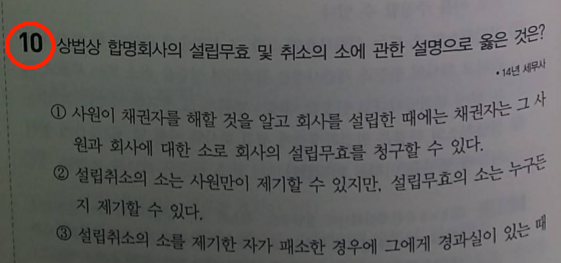 10 상법상 합명회사의 설립무효 및 취소의 소에 관한 설명으로 옳은 것은?
• 14년 세무사
① 사원이 채권자를 해할 것을 알고 회사를 설립한 때에는 채권자는 그 사
원과 회사에 대한 소로 회사의 설립무효를 청구할 수 있다.
② 설립취소의 소는 사원만이 제기할 수 있지만, 설립무효의 소는 누구든
지 제기할 수 있다.
③ 설립취소의 소를 제기한 자가 패소한 경우에 그에게 경과실이 있는 때